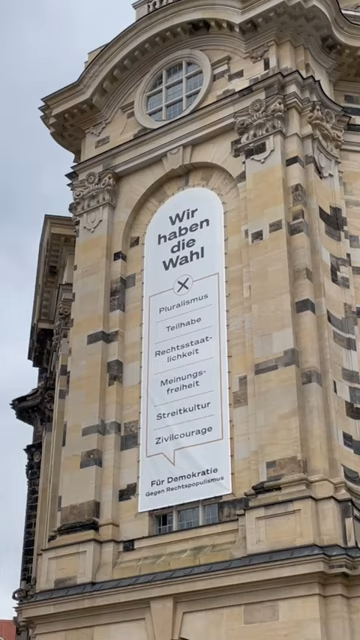 Wir
haben
die
Wahl
Pluralismus
Teilhabe
Rechtsstaat-
lichkeit
Meinungs-
freiheit
Streitkultur
Zivilcourage
Für Demokratie
Gegen Rechtspopulismus